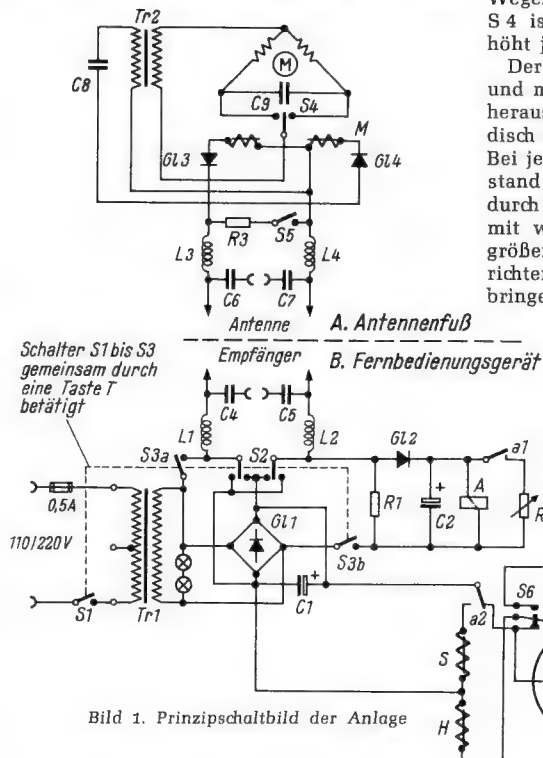 Tr2
C8
M
C9
S4
M
Gl3
Gl4
R3
S5
L3
L4
C6
C7
Antenne
A. Antennenfuß
Empfänger
B. Fernbedienungsgerät
Schalter S1 bis S3
gemeinsam durch
eine Taste T
betätigt
C4
C5
L1
L2
S3a
S2
Gl2
a1
0,5A
R1
+
C2
A
R
110/220V
Gl1
S3b
+
C1
S1
Tr1
a2
S6
S
H
Bild 1. Prinzipschaltbild der Anlage
S 4 is
höht j
Der
und m
heraus
disch
Bei je
stand
durch
mit w
größer
richter
bringe